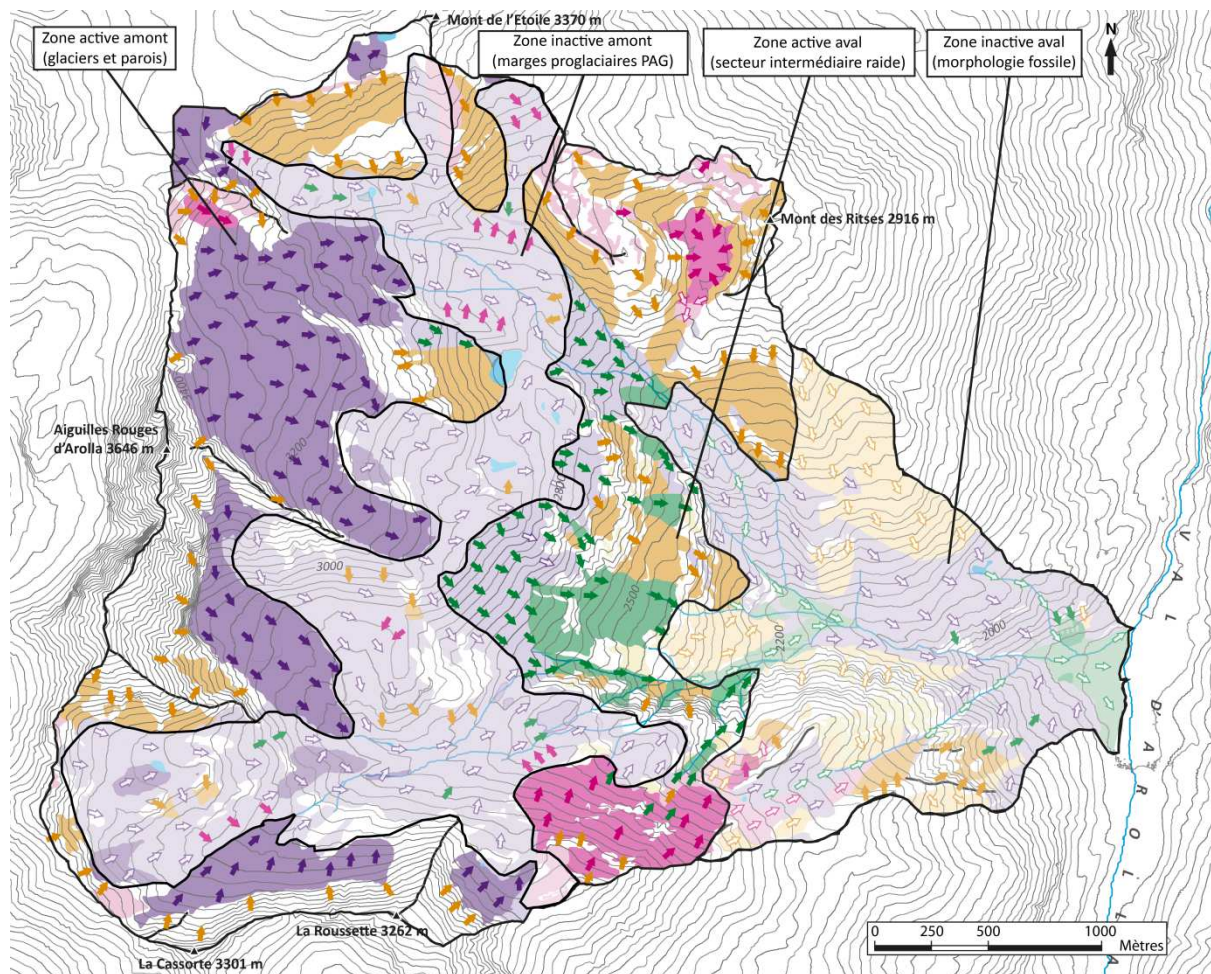 Mont de l'Etoile 3370 m
Zone active amont
(glaciers et parois)
Zone inactive amont
(marges proglaciaires PAG)
Zone active aval
(secteur intermédiaire raide)
Zone inactive aval
(morphologie fossile)
N
Mont des Ritses 2916 m
3400
Aiguilles Rouges
d'Arolla 3646 m
3200
2800
3000
2500
2200
2000
VAL D'AROLLA
La Roussette 3262 m
La Cassorte 3301 m
0 250 500 1000
Mètres